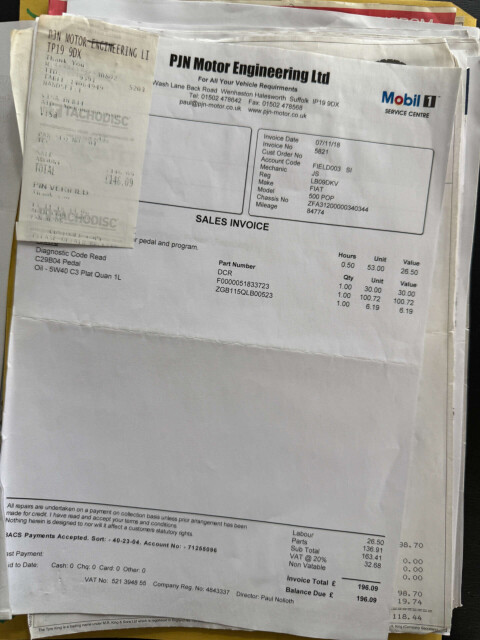 PJN MOTOR ENGINEERING LI
IP19 9DX
Thank You
TACHODISC
TOTAL £196.09
PIN VERIFIED
TACHODISC
PJN Motor Engineering Ltd
For All Your Vehicle Requirments
Wash Lane Back Road Wenhaston Halesworth Suffolk IP19 9DX
Tel: 01502 478642 Fax: 01502 478568
paul@pjn-motor.co.uk www.pjn-motor.co.uk
Mobil 1
SERVICE CENTRE
Invoice Date 07/11/18
Invoice No 5821
Cust Order No
Account Code FIELD003 SI
Mechanic JS
Reg LB09DKV
Make FIAT
Model 500 POP
Chassis No ZFA31200000340344
Mileage 84774
SALES INVOICE
pedal and program.
Hours Unit Value
0.50 53.00 26.50
Part Number Qty Unit Value
Diagnostic Code Read DCR 1.00 30.00 30.00
C29B04 Pedal F0000051833723 1.00 100.72 100.72
Oil - 5W40 C3 Plat Quan 1L ZGB115QLB00523 1.00 6.19 6.19
All repairs are undertaken on a payment on collection basis unless prior arrangement has been
made for credit. I have read and accept your terms and conditions
Nothing herein is designed to nor will it affect a customers statutory rights.
BACS Payments Accepted. Sort: - 40-23-04. Account No: - 71358096
Payment:
to Date: Cash: 0 Chq: 0 Card: 0 Other: 0
VAT No: 521 3948 55 Company Reg. No: 4643337 Director: Paul Nolloth
Labour 26.50
Parts 136.91
Sub Total 163.41
VAT @ 20% 32.68
Non Vatable
Invoice Total £ 196.09
Balance Due £ 196.09
98.70
0.00
0.00
0.00
98.70
19.74
118.44